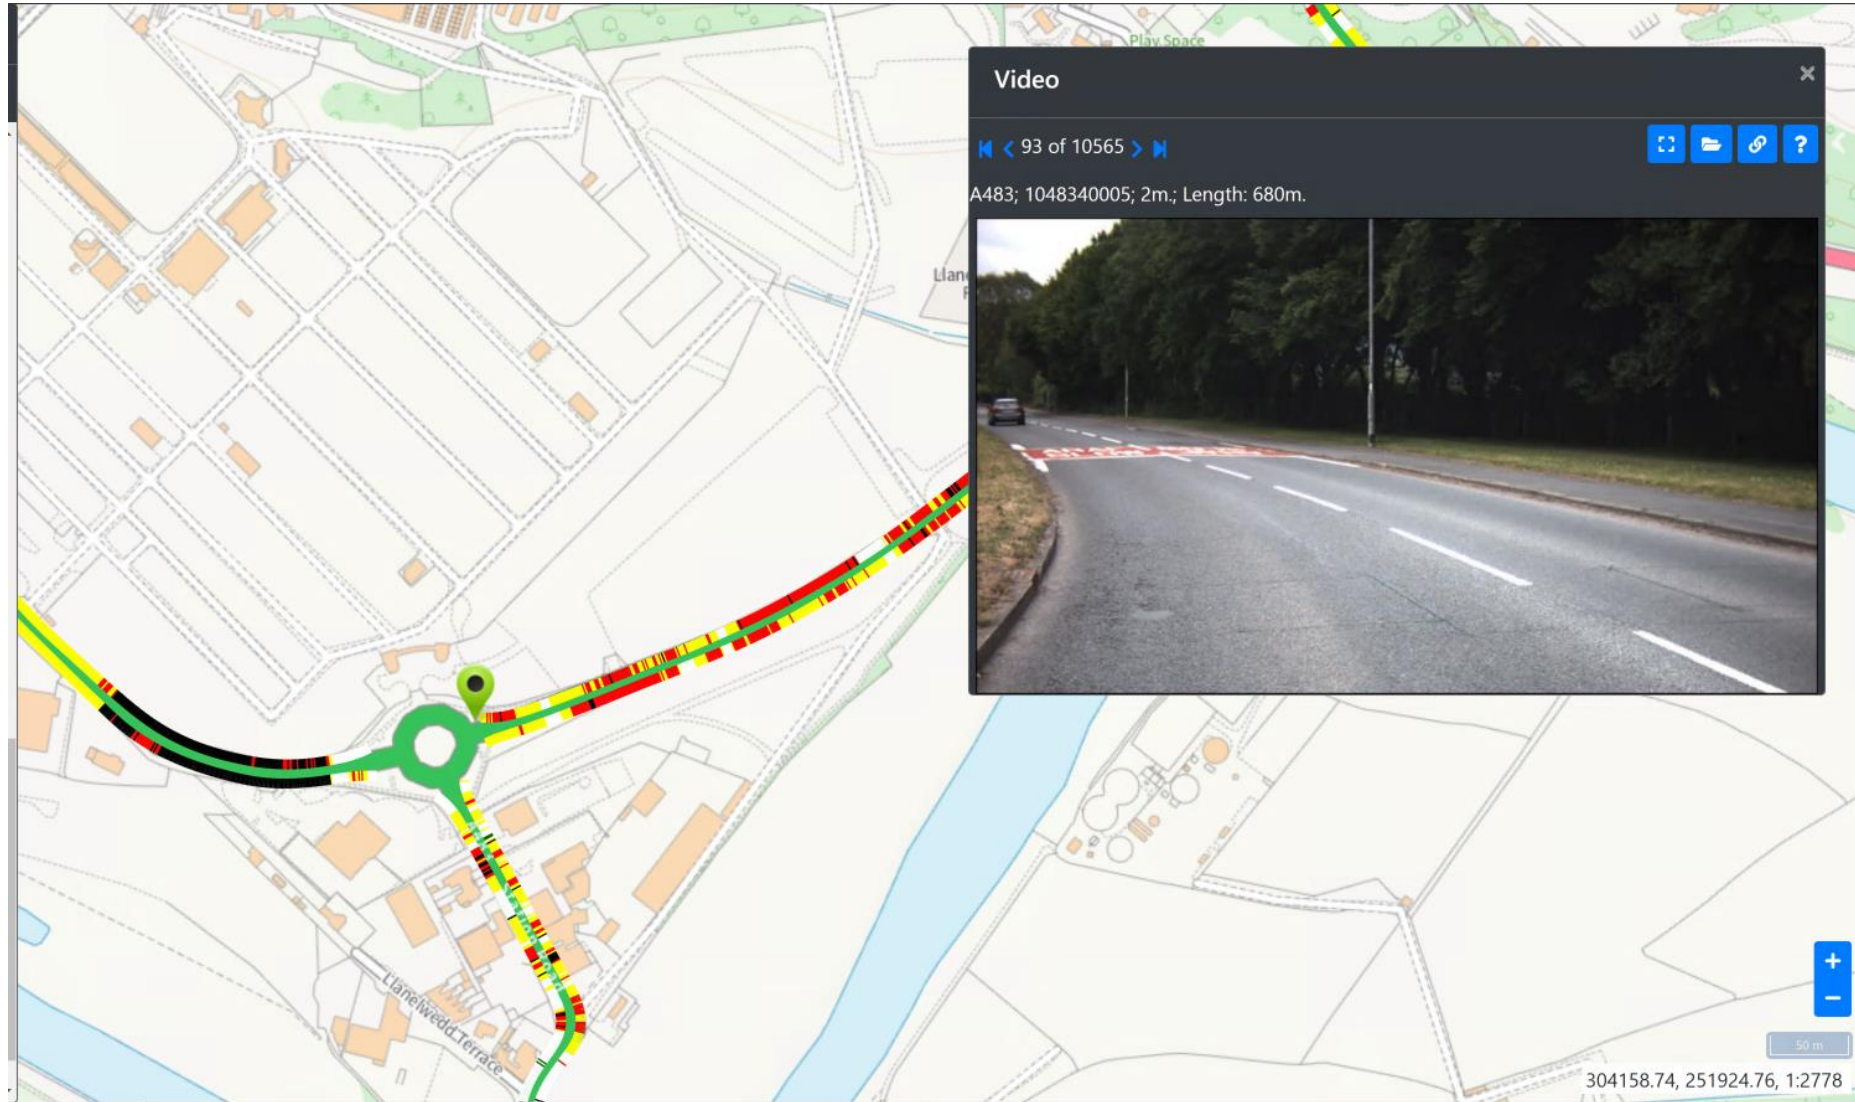 Play Space
Video
×
93 of 10565
?
A483; 1048340005; 2m.; Length: 680m.
Llanelwedd Terrace
+
−
50 m
304158.74, 251924.76, 1:2778